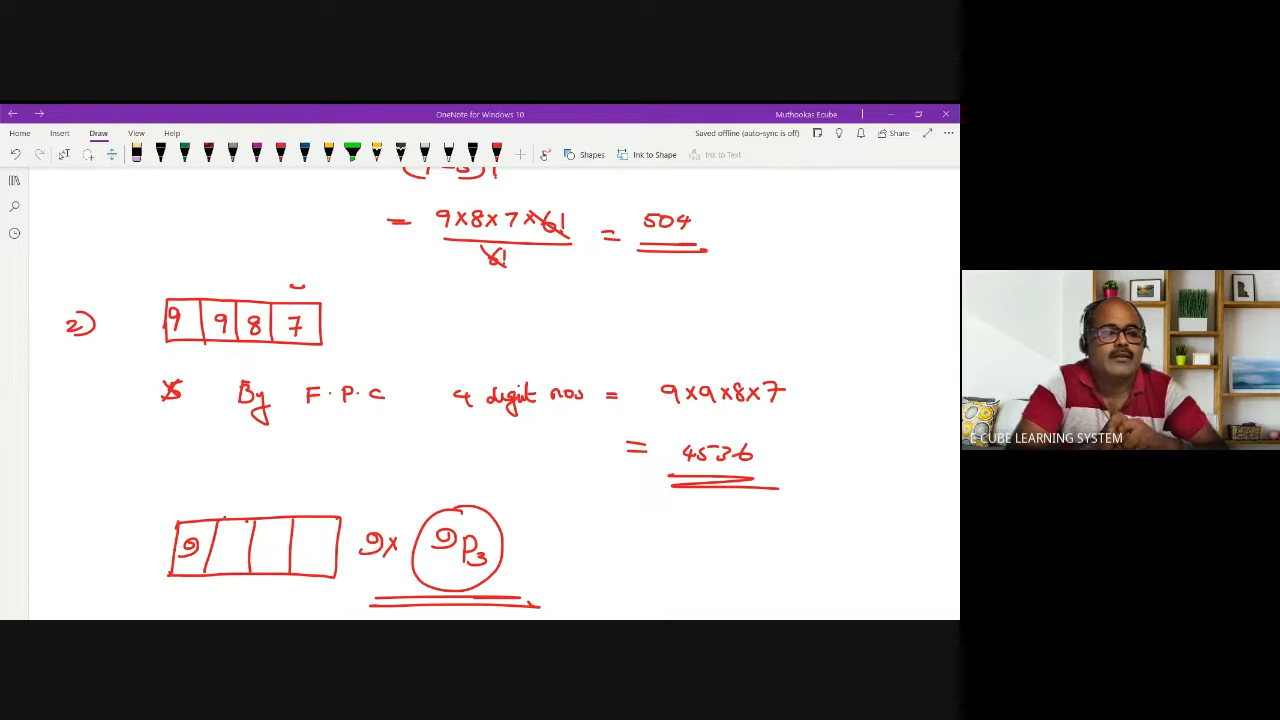 OneNote for Windows 10
Muthookas Ecube
Home Insert Draw View Help
Saved offline (auto-sync is off)
Share
Shapes
Ink to Shape
Ink to Text
= 9×8×7×6! / 6! = 504
2) 9 9 8 7
By F.P.C 4 digit nos = 9×9×8×7
= 4536
9 9× 9P3
E CUBE LEARNING SYSTEM